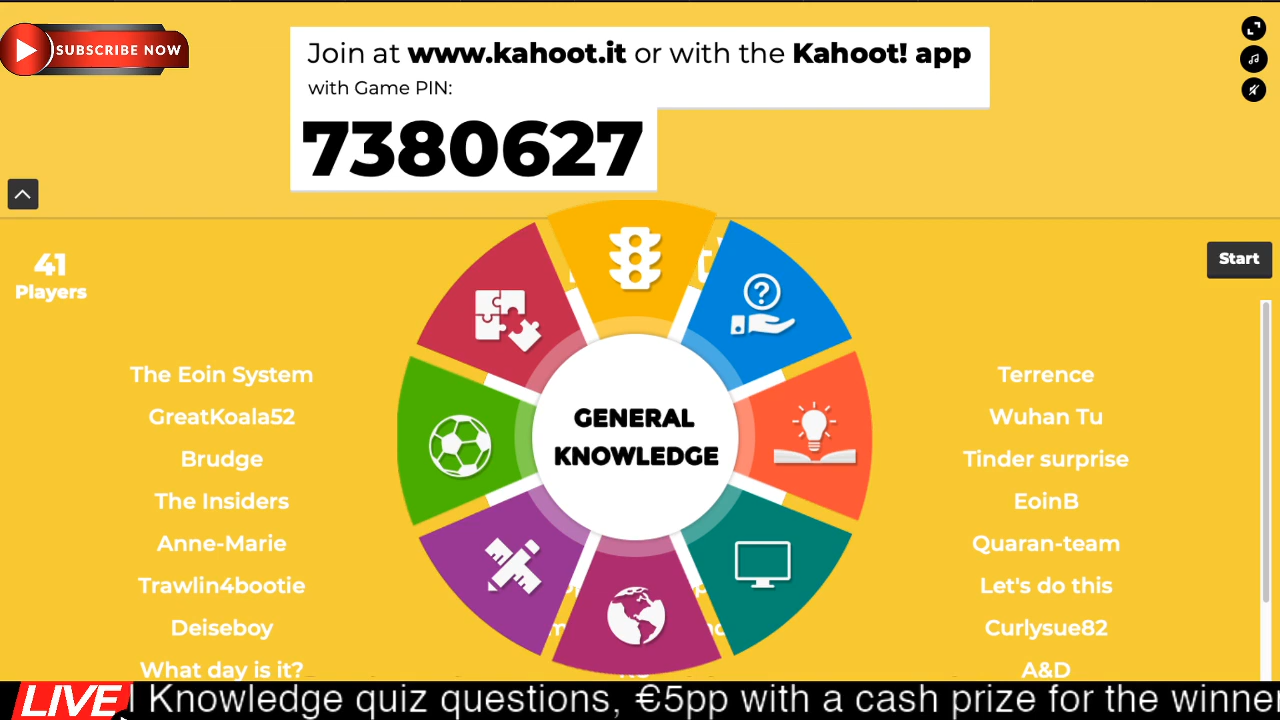 SUBSCRIBE NOW
Join at www.kahoot.it or with the Kahoot! app
with Game PIN:
7380627
41
Players
Start
GENERAL
KNOWLEDGE
The Eoin System
GreatKoala52
Brudge
The Insiders
Anne-Marie
Trawlin4bootie
Deiseboy
What day is it?
Terrence
Wuhan Tu
Tinder surprise
EoinB
Quaran-team
Let's do this
Curlysue82
A&D
LIVE
Knowledge quiz questions, €5pp with a cash prize for the winner